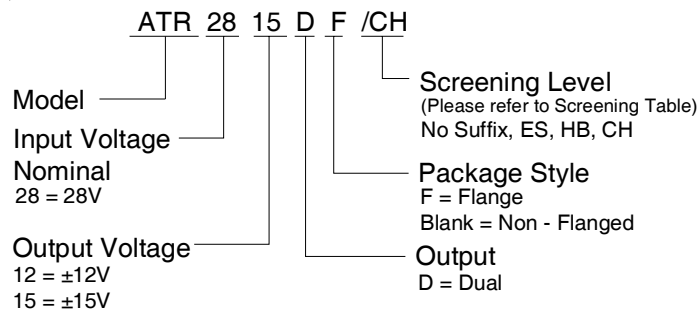 ATR 28 15 D F /CH
Model
Input Voltage
Nominal
28 = 28V
Output Voltage
12 = ±12V
15 = ±15V
Screening Level
(Please refer to Screening Table)
No Suffix, ES, HB, CH
Package Style
F = Flange
Blank = Non - Flanged
Output
D = Dual